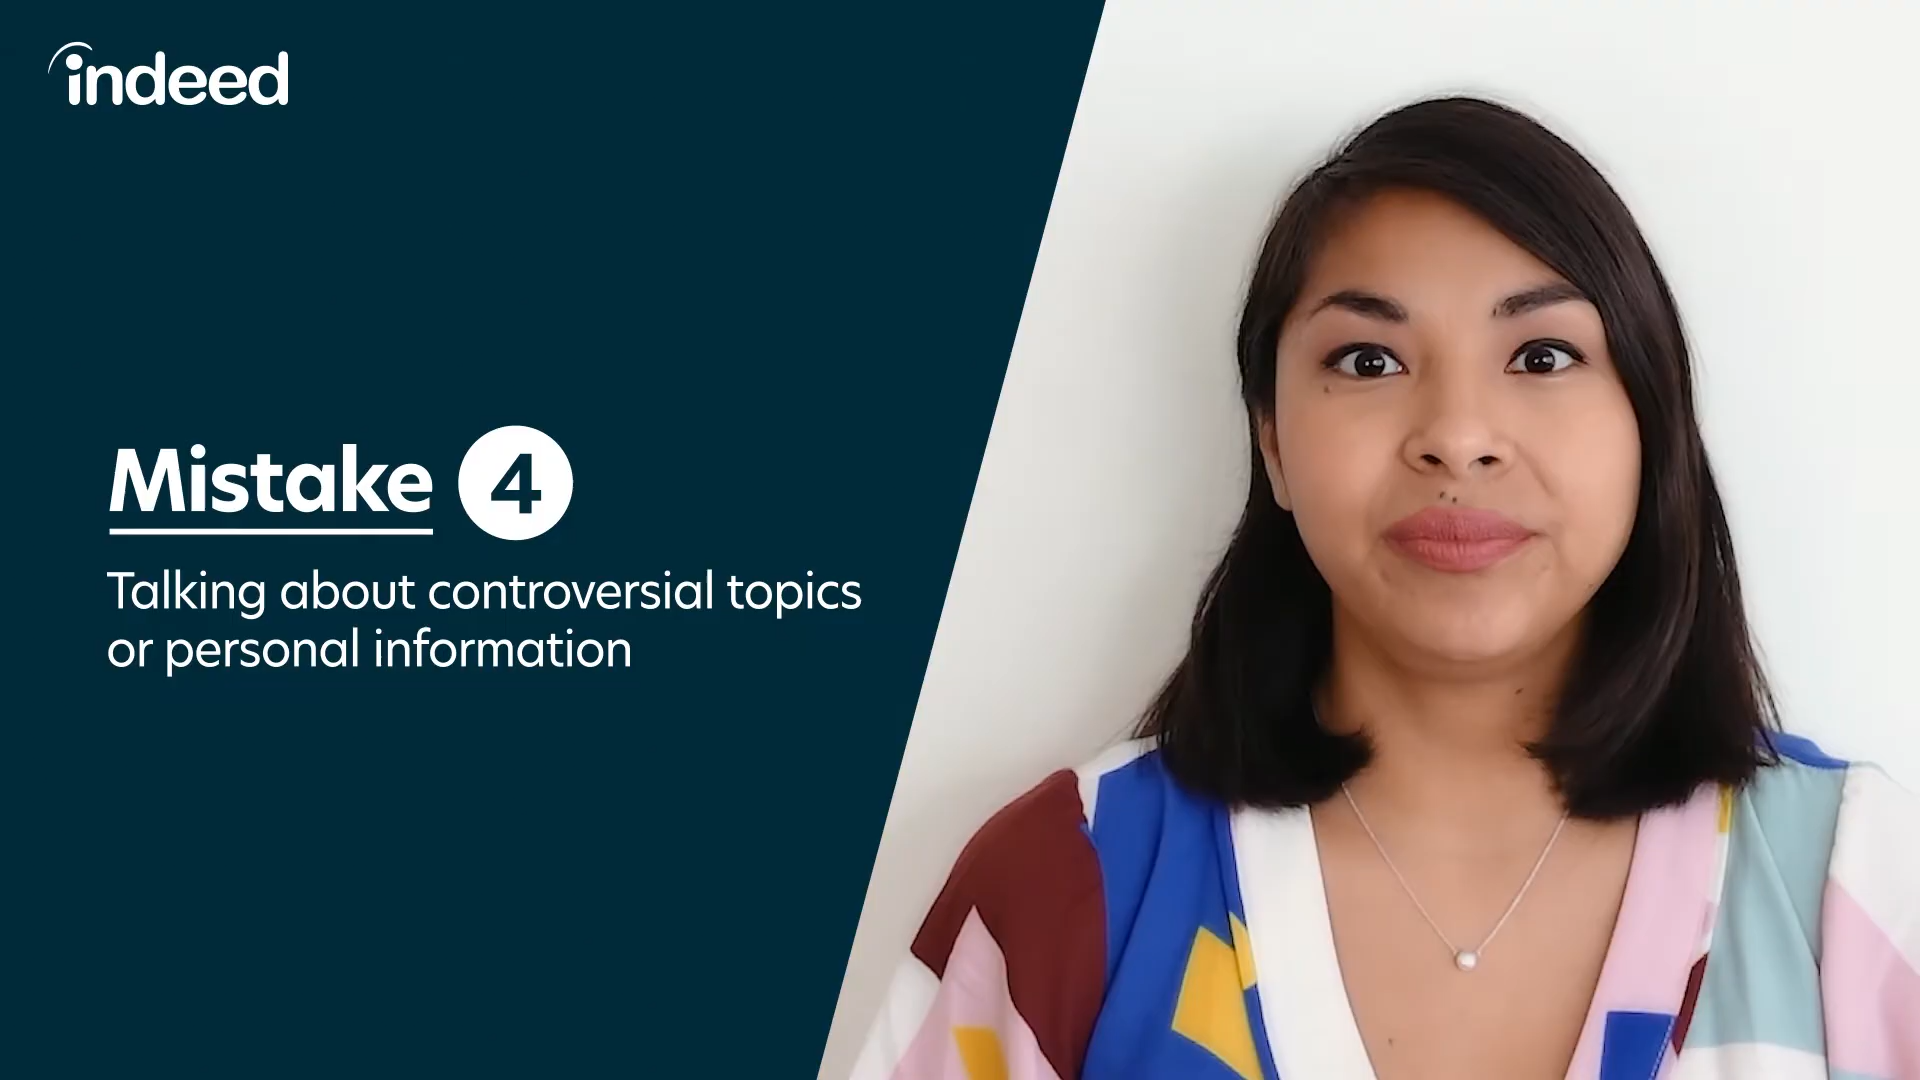 indeed
Mistake 4
Talking about controversial topics
or personal information